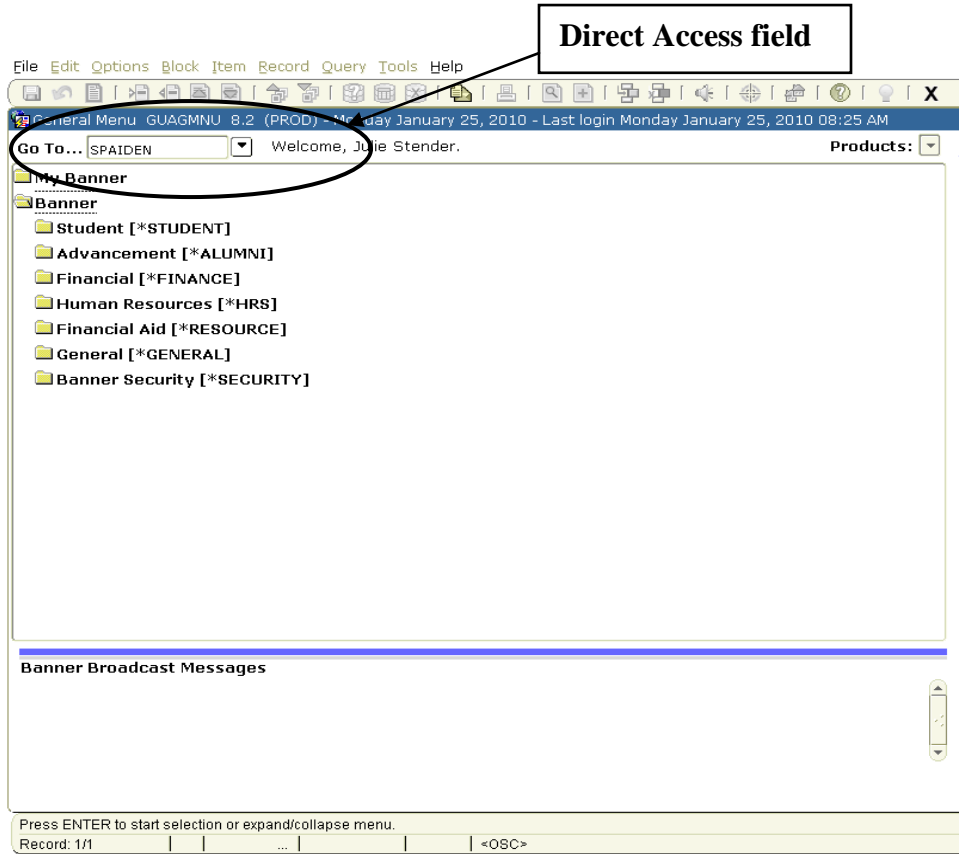 Direct Access field
File Edit Options Block Item Record Query Tools Help
X
General Menu GUAGMNU 8.2 (PROD) - Monday January 25, 2010 - Last login Monday January 25, 2010 08:25 AM
Go To... SPAIDEN Welcome, Julie Stender. Products:
My Banner
Banner
Student [*STUDENT]
Advancement [*ALUMNI]
Financial [*FINANCE]
Human Resources [*HRS]
Financial Aid [*RESOURCE]
General [*GENERAL]
Banner Security [*SECURITY]
Banner Broadcast Messages
Press ENTER to start selection or expand/collapse menu.
Record: 1/1 ... <OSC>